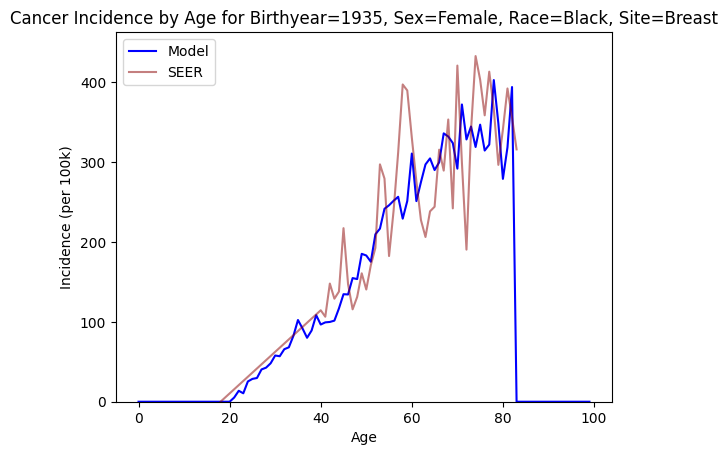 Cancer Incidence by Age for Birthyear=1935, Sex=Female, Race=Black, Site=Breast
Model
SEER
Incidence (per 100k)
400
300
200
100
0
0 20 40 60 80 100
Age